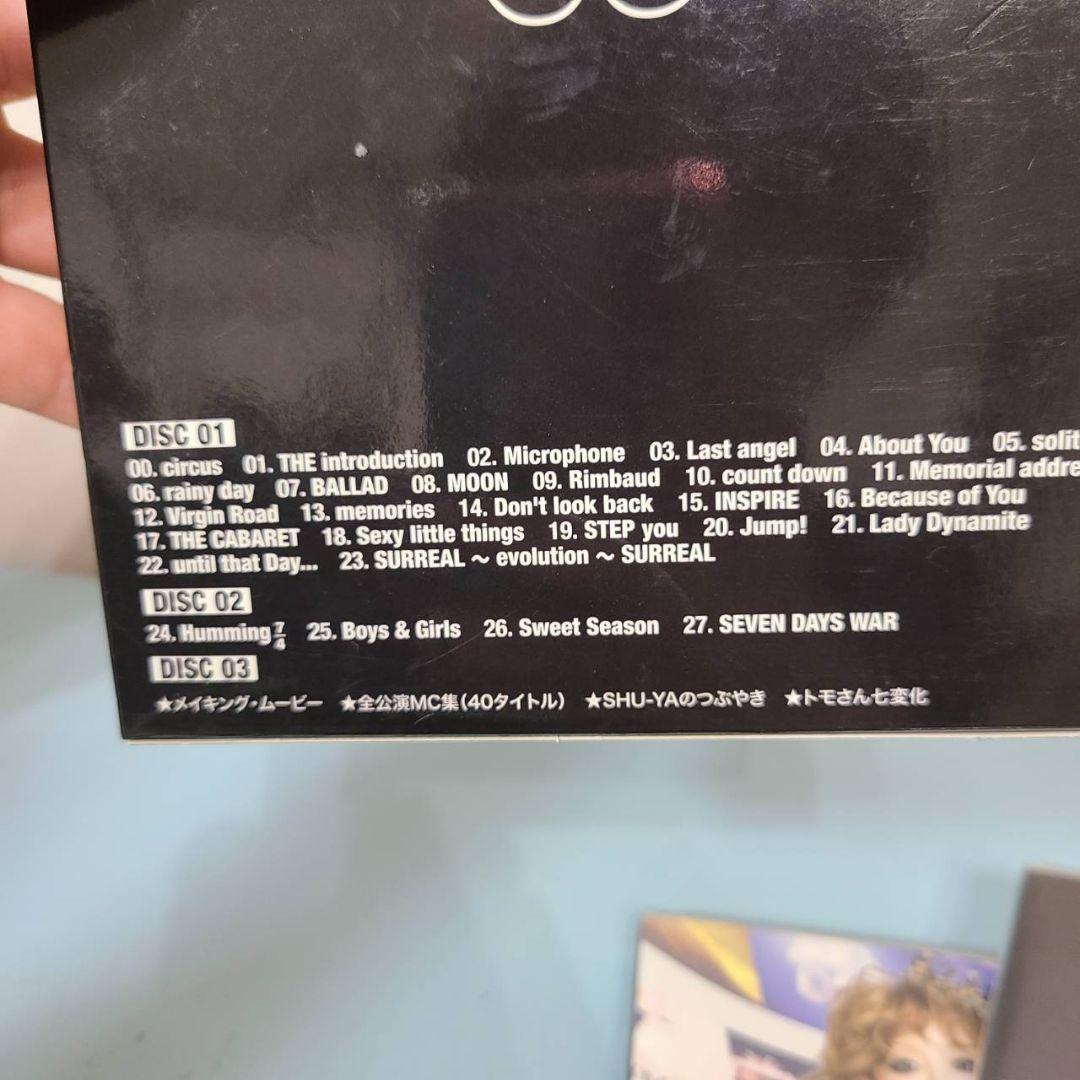 DISC 01
00. circus 01. THE introduction 02. Microphone 03. Last angel 04. About You 05. solit
06. rainy day 07. BALLAD 08. MOON 09. Rimbaud 10. count down 11. Memorial addre
12. Virgin Road 13. memories 14. Don't look back 15. INSPIRE 16. Because of You
17. THE CABARET 18. Sexy little things 19. STEP you 20. Jump! 21. Lady Dynamite
22. until that Day... 23. SURREAL ～ evolution ～ SURREAL
DISC 02
24. Humming 7/4 25. Boys & Girls 26. Sweet Season 27. SEVEN DAYS WAR
DISC 03
★メイキング・ムービー ★全公演MC集(40タイトル) ★SHU-YAのつぶやき ★トモさん七変化